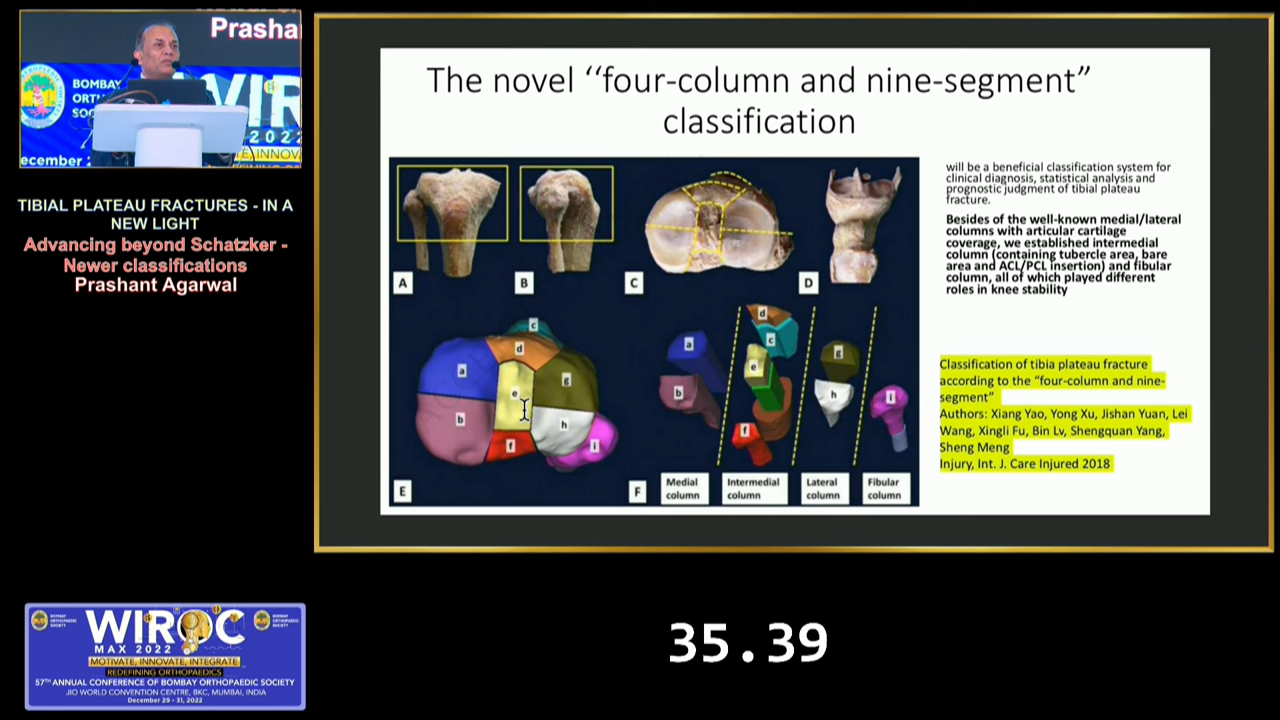 Prasha
BOMBAY
2022
TIBIAL PLATEAU FRACTURES - IN A
NEW LIGHT
Advancing beyond Schatzker -
Newer classifications
Prashant Agarwal
The novel ‘‘four-column and nine-segment”
classification
will be a beneficial classification system for
clinical diagnosis, statistical analysis and
prognostic judgment of tibial plateau
fracture.
Besides of the well-known medial/lateral
columns with articular cartilage
coverage, we established intermedial
column (containing tubercle area, bare
area and ACL/PCL insertion) and fibular
column, all of which played different
roles in knee stability
Classification of tibia plateau fracture
according to the “four-column and nine-
segment”
Authors: Xiang Yao, Yong Xu, Jishan Yuan, Lei
Wang, Xingli Fu, Bin Lv, Shengquan Yang,
Sheng Meng
Injury, Int. J. Care Injured 2018
A
B
C
D
c
d
a
g
e
b
h
f
i
E
d
a
c
g
e
b
h
i
f
F
Medial
column
Intermedial
column
Lateral
column
Fibular
column
WIROC
MAX 2022
MOTIVATE, INNOVATE, INTEGRATE
REDEFINING ORTHOPAEDICS
57TH ANNUAL CONFERENCE OF BOMBAY ORTHOPAEDIC SOCIETY
JIO WORLD CONVENTION CENTRE, BKC, MUMBAI, INDIA
December 29 - 31, 2022
35.39